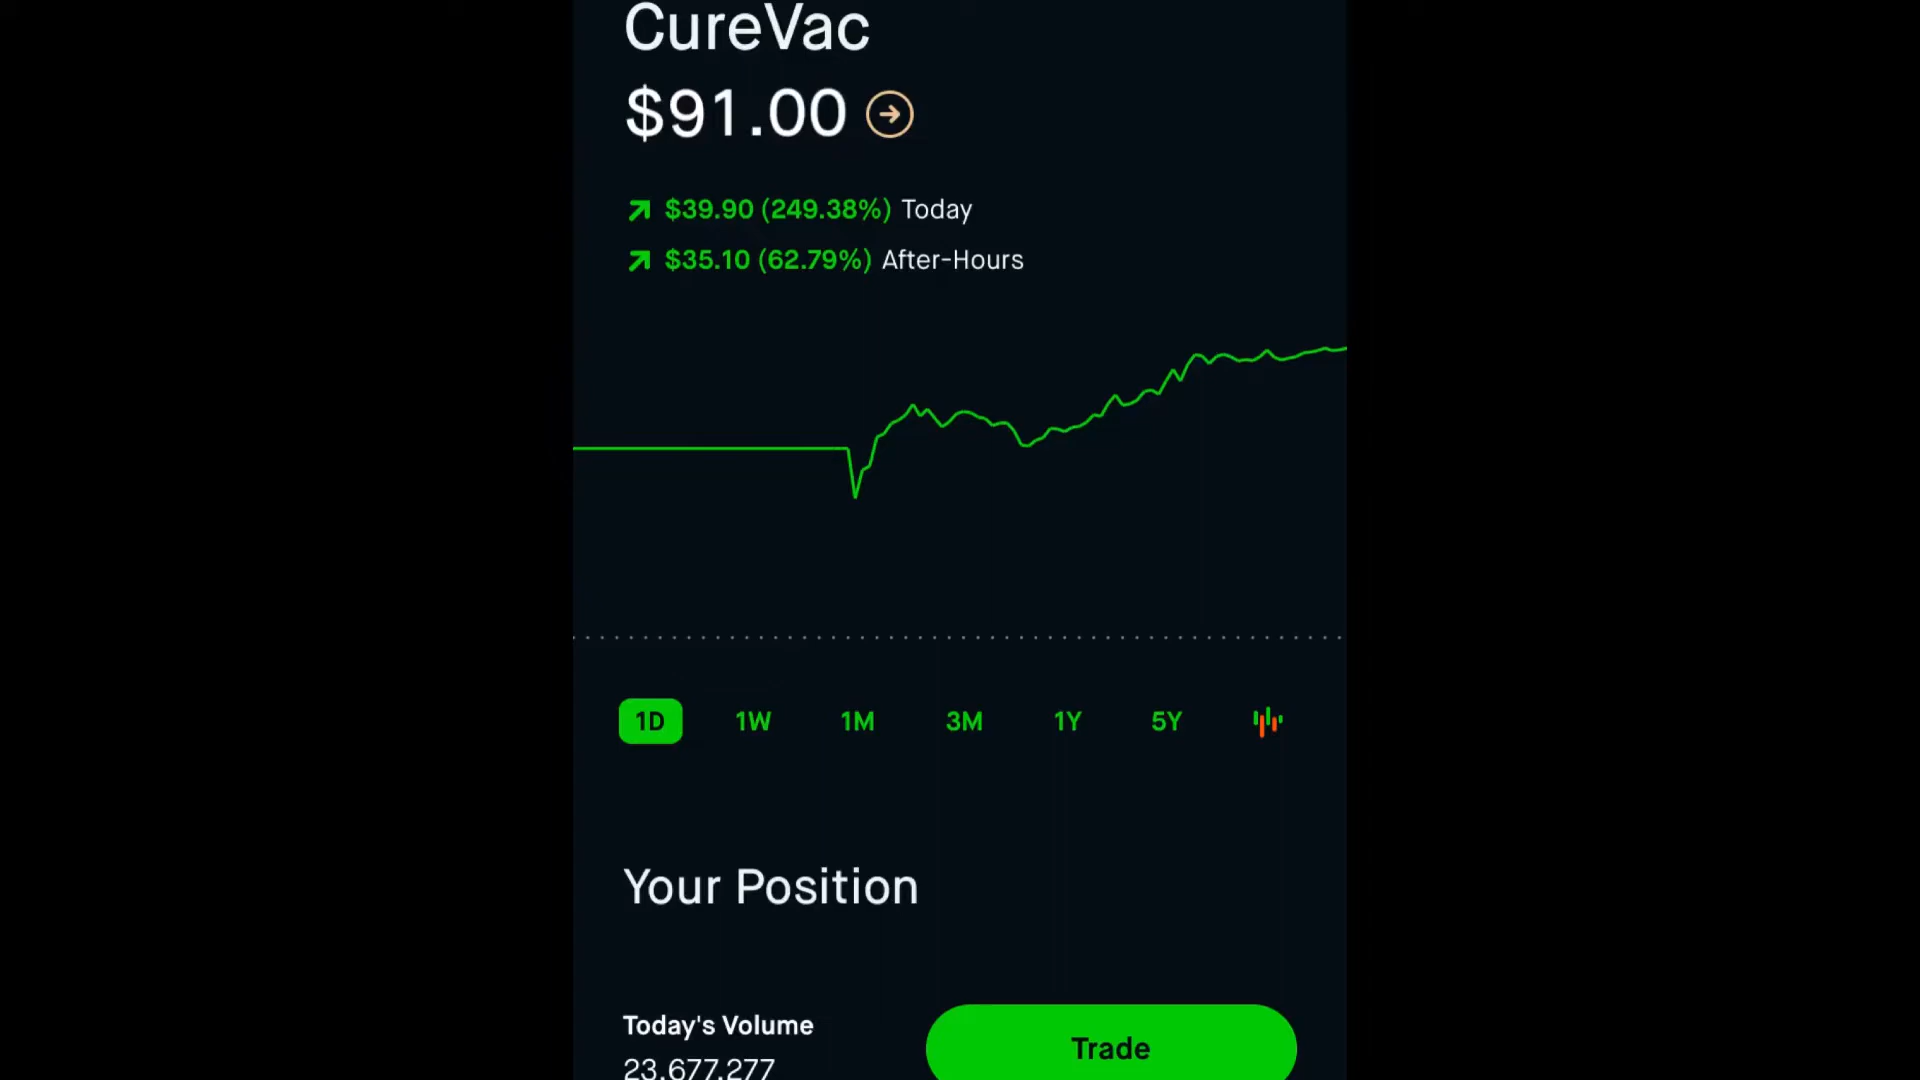 CureVac
$91.00
$39.90 (249.38%) Today
$35.10 (62.79%) After-Hours
1D 1W 1M 3M 1Y 5Y
Your Position
Today's Volume
23,677,277
Trade